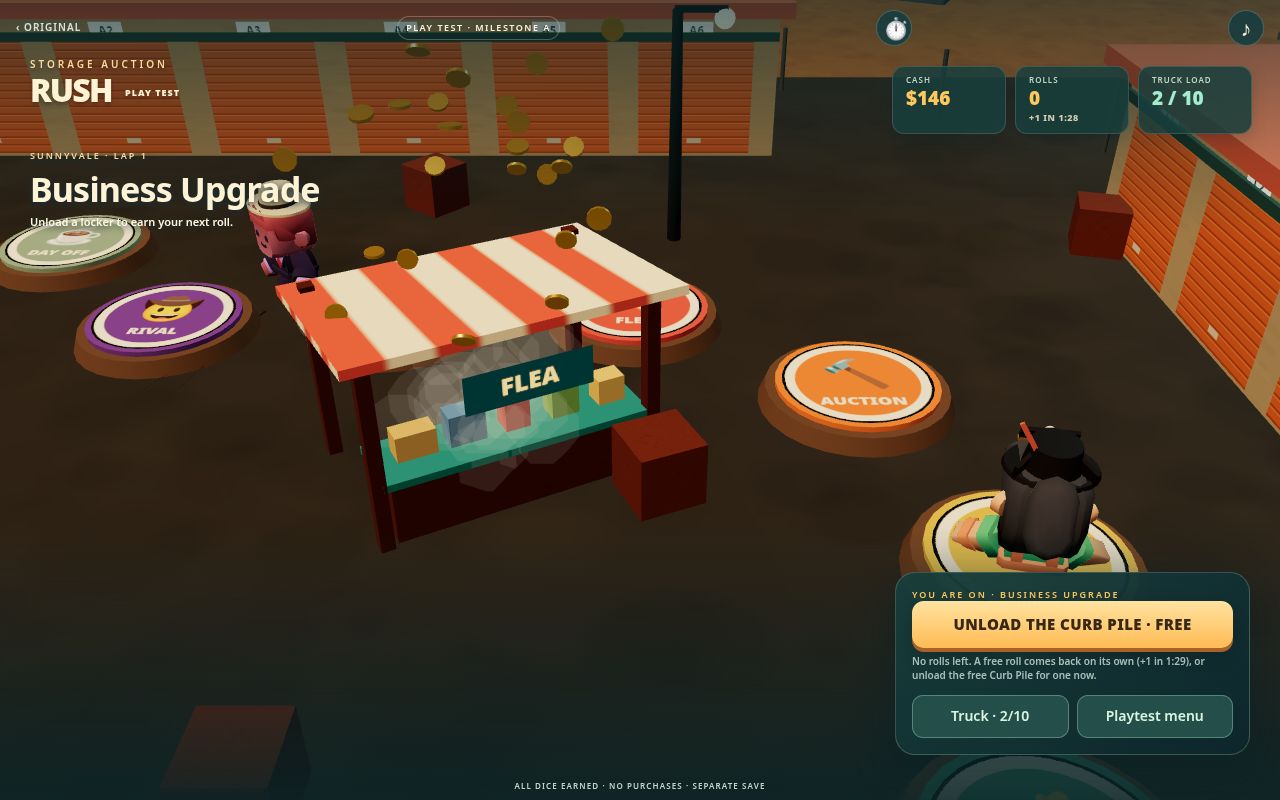 ‹ ORIGINAL
A2
A3
PLAY TEST · MILESTONE A
A6
STORAGE AUCTION
RUSH PLAY TEST
CASH
$146
ROLLS
0
+1 IN 1:28
TRUCK LOAD
2 / 10
SUNNYVALE · LAP 1
Business Upgrade
Unload a locker to earn your next roll.
DAY OFF
RIVAL
FLE
FLEA
AUCTION
YOU ARE ON · BUSINESS UPGRADE
UNLOAD THE CURB PILE · FREE
No rolls left. A free roll comes back on its own (+1 in 1:29), or
unload the free Curb Pile for one now.
Truck · 2/10
Playtest menu
ALL DICE EARNED · NO PURCHASES · SEPARATE SAVE